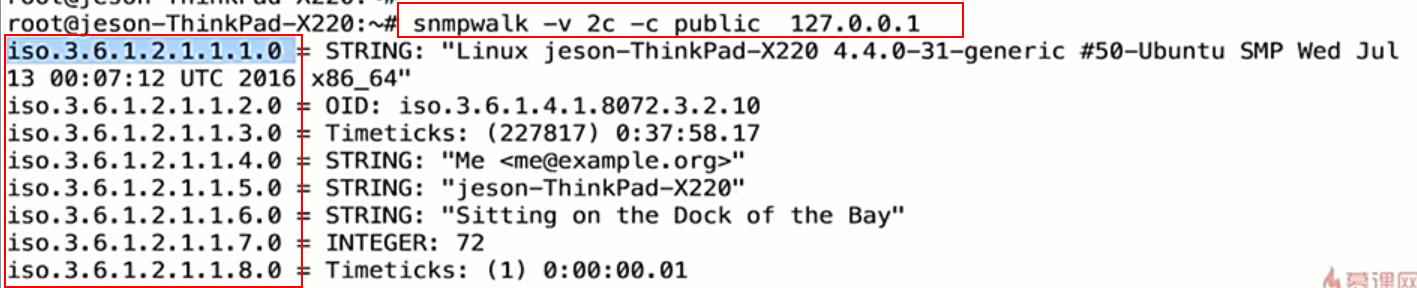 root@jeson-ThinkPad-X220:~#
root@jeson-ThinkPad-X220:~# snmpwalk -v 2c -c public  127.0.0.1
iso.3.6.1.2.1.1.1.0 = STRING: "Linux jeson-ThinkPad-X220 4.4.0-31-generic #50-Ubuntu SMP Wed Jul
13 00:07:12 UTC 2016 x86_64"
iso.3.6.1.2.1.1.2.0 = OID: iso.3.6.1.4.1.8072.3.2.10
iso.3.6.1.2.1.1.3.0 = Timeticks: (227817) 0:37:58.17
iso.3.6.1.2.1.1.4.0 = STRING: "Me <me@example.org>"
iso.3.6.1.2.1.1.5.0 = STRING: "jeson-ThinkPad-X220"
iso.3.6.1.2.1.1.6.0 = STRING: "Sitting on the Dock of the Bay"
iso.3.6.1.2.1.1.7.0 = INTEGER: 72
iso.3.6.1.2.1.1.8.0 = Timeticks: (1) 0:00:00.01
慕课网